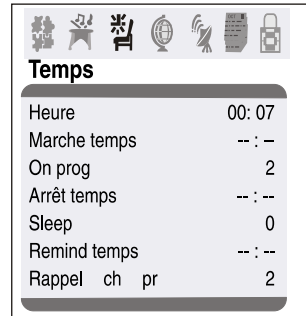 Temps
Heure 00: 07
Marche temps -- : –
On prog 2
Arrêt temps -- : --
Sleep 0
Remind temps -- : --
Rappel ch pr 2